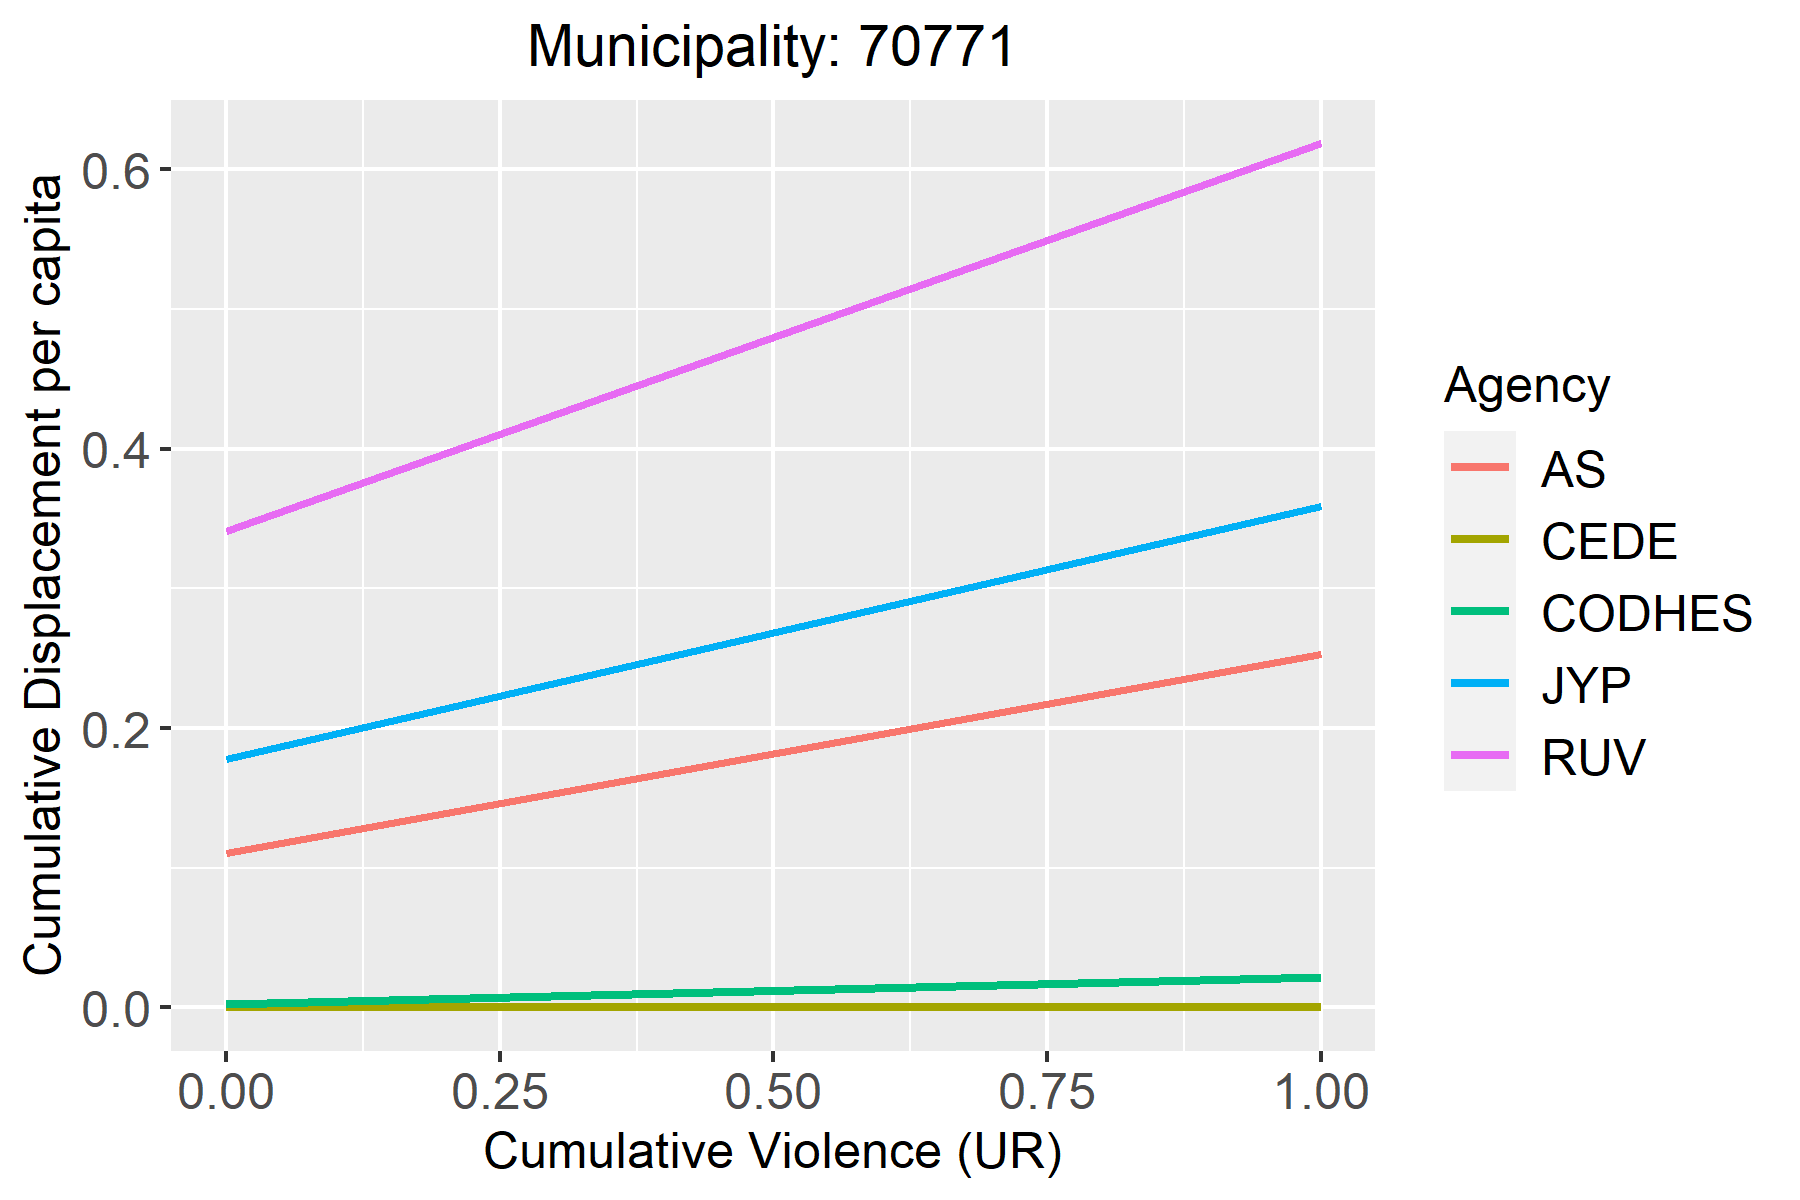 Municipality: 70771
Cumulative Displacement per capita
0.6
0.4
0.2
0.0
0.00 0.25 0.50 0.75 1.00
Cumulative Violence (UR)
Agency
AS
CEDE
CODHES
JYP
RUV